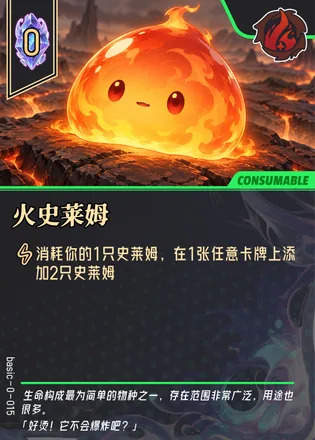 0
CONSUMABLE
火史莱姆
消耗你的1只史莱姆，在1张任意卡牌上添
加2只史莱姆
basic-0-015
生命构成最为简单的物种之一，存在范围非常广泛，用途也
很多。
「好烫！它不会爆炸吧？」